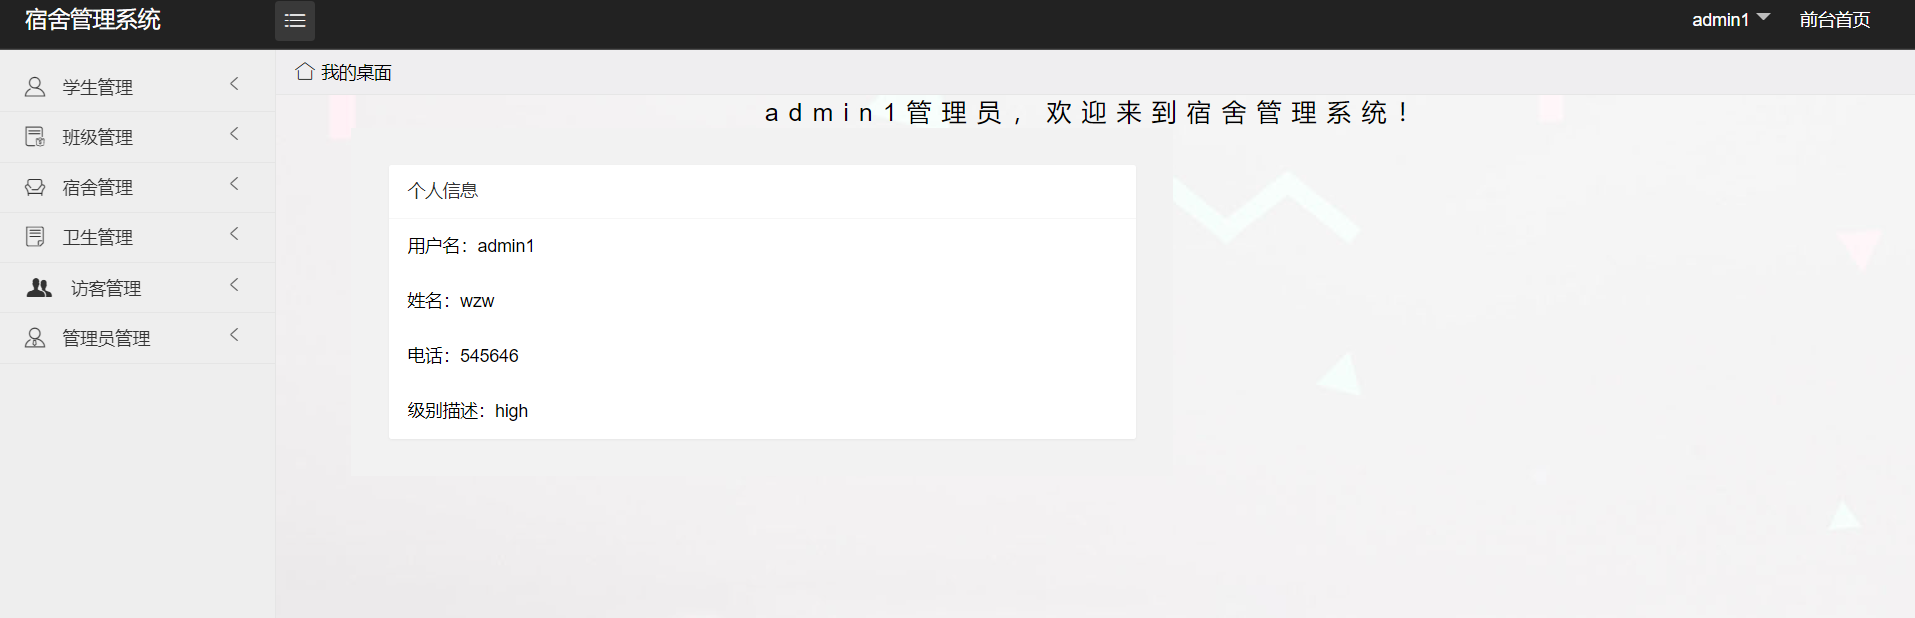 宿舍管理系统
admin1 前台首页
学生管理
班级管理
宿舍管理
卫生管理
访客管理
管理员管理
我的桌面
admin1管理员，欢迎来到宿舍管理系统！
个人信息
用户名：admin1
姓名：wzw
电话：545646
级别描述：high